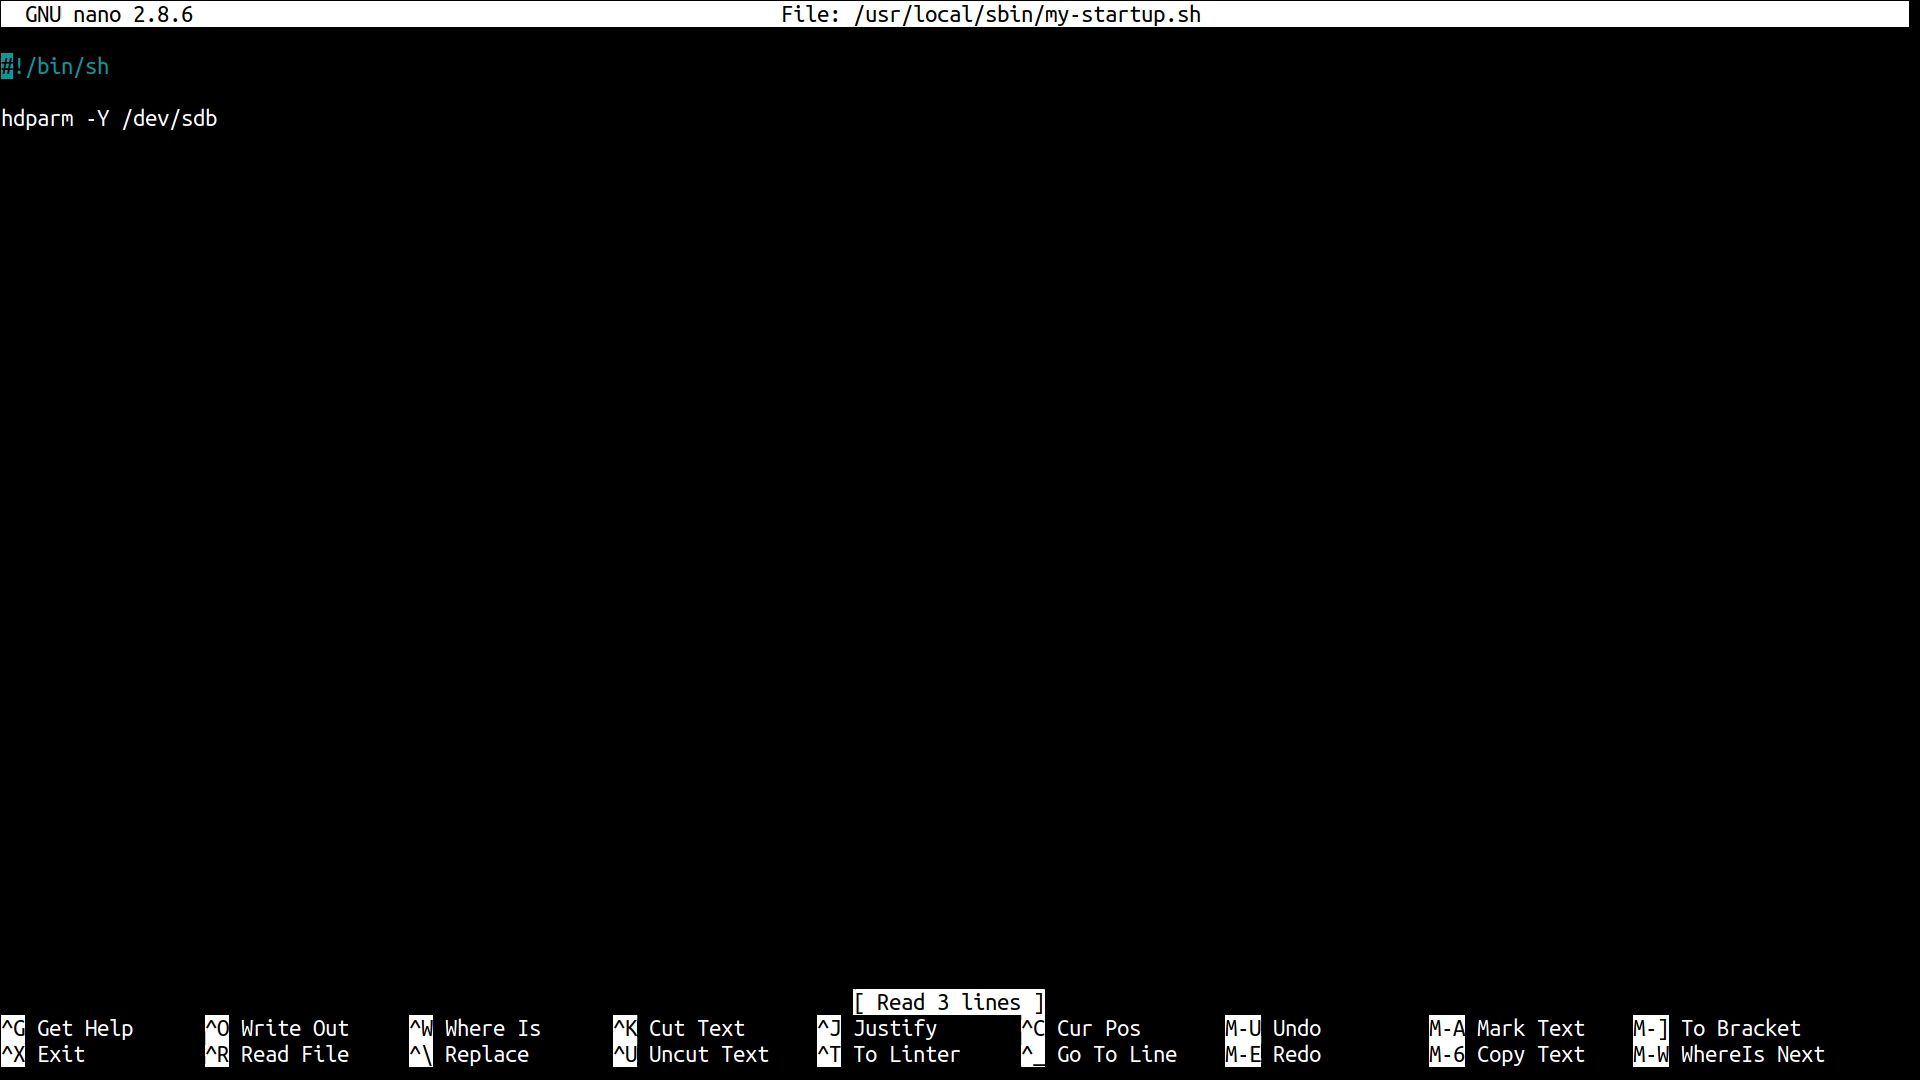 GNU nano 2.8.6 File: /usr/local/sbin/my-startup.sh
#!/bin/sh
hdparm -Y /dev/sdb
[ Read 3 lines ]
^G Get Help ^O Write Out ^W Where Is ^K Cut Text ^J Justify ^C Cur Pos M-U Undo M-A Mark Text M-] To Bracket
^X Exit ^R Read File ^\ Replace ^U Uncut Text ^T To Linter ^_ Go To Line M-E Redo M-6 Copy Text M-W WhereIs Next